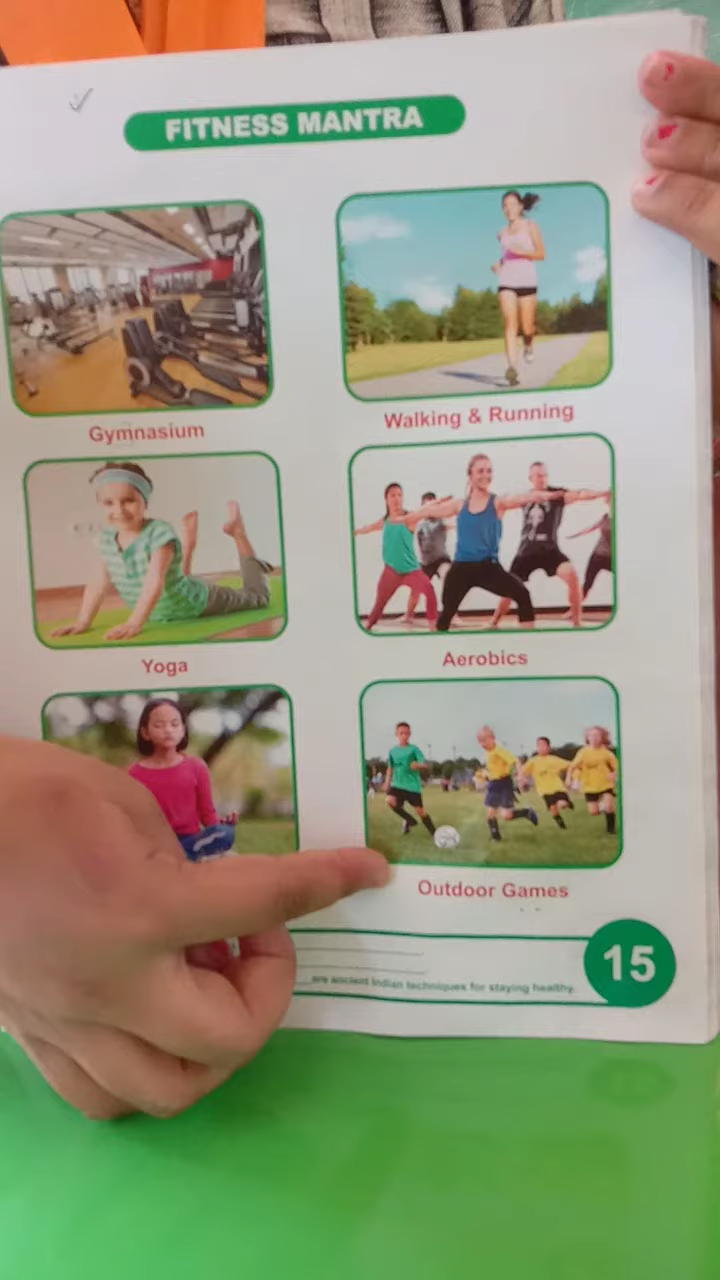 FITNESS MANTRA
Gymnasium
Walking & Running
Yoga
Aerobics
Outdoor Games
are ancient Indian techniques for staying healthy.
15